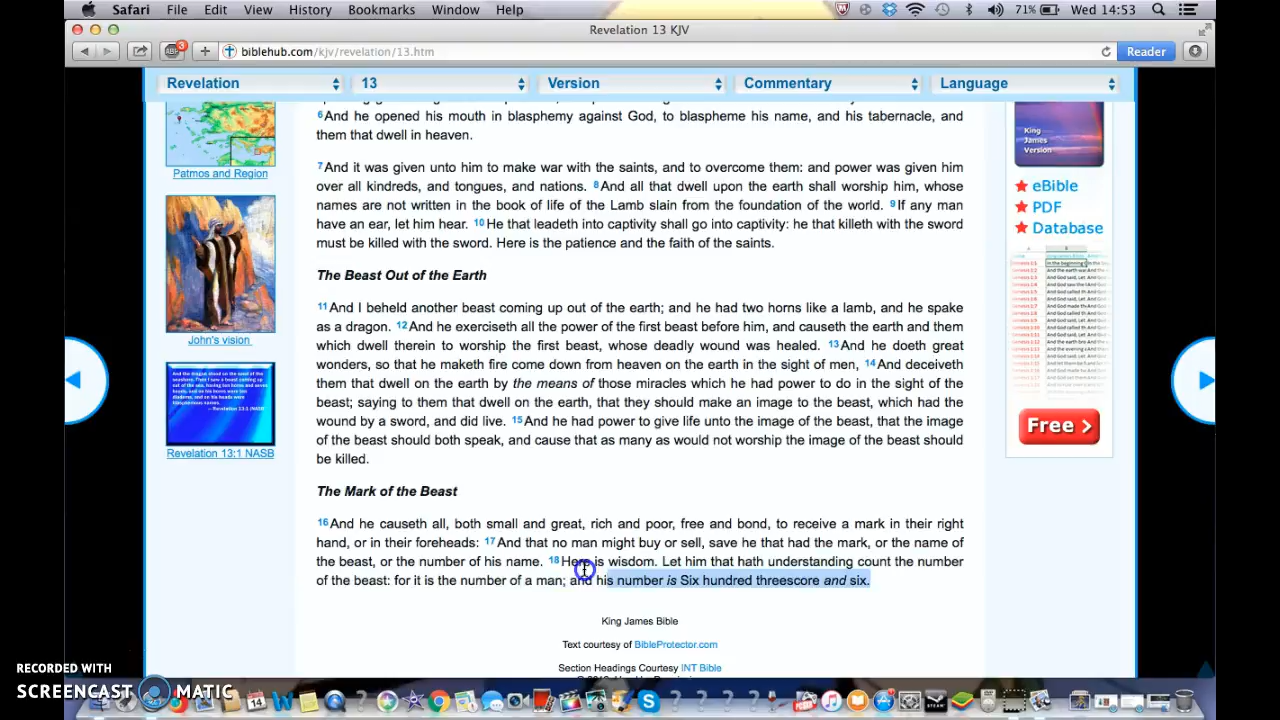 Safari File Edit View History Bookmarks Window Help 71% Wed 14:53
Revelation 13 KJV
3 biblehub.com/kjv/revelation/13.htm Reader
Revelation 13 Version Commentary Language
6And he opened his mouth in blasphemy against God, to blaspheme his name, and his tabernacle, and
them that dwell in heaven.
7And it was given unto him to make war with the saints, and to overcome them: and power was given him
over all kindreds, and tongues, and nations. 8And all that dwell upon the earth shall worship him, whose
names are not written in the book of life of the Lamb slain from the foundation of the world. 9If any man
have an ear, let him hear. 10He that leadeth into captivity shall go into captivity: he that killeth with the sword
must be killed with the sword. Here is the patience and the faith of the saints.
The Beast Out of the Earth
11And I beheld another beast coming up out of the earth; and he had two horns like a lamb, and he spake
as a dragon. 12And he exerciseth all the power of the first beast before him, and causeth the earth and them
which dwell therein to worship the first beast, whose deadly wound was healed. 13And he doeth great
wonders, so that he maketh fire come down from heaven on the earth in the sight of men, 14And deceiveth
them that dwell on the earth by the means of those miracles which he had power to do in the sight of the
beast; saying to them that dwell on the earth, that they should make an image to the beast, which had the
wound by a sword, and did live. 15And he had power to give life unto the image of the beast, that the image
of the beast should both speak, and cause that as many as would not worship the image of the beast should
be killed.
The Mark of the Beast
16And he causeth all, both small and great, rich and poor, free and bond, to receive a mark in their right
hand, or in their foreheads: 17And that no man might buy or sell, save he that had the mark, or the name of
the beast, or the number of his name. 18Here is wisdom. Let him that hath understanding count the number
of the beast: for it is the number of a man; and his number is Six hundred threescore and six.
King James Bible
Text courtesy of BibleProtector.com
Section Headings Courtesy INT Bible
Patmos and Region
John's vision
Revelation 13:1 NASB
King
James
Version
eBible
PDF
Database
Free >
RECORDED WITH
SCREENCAST MATIC